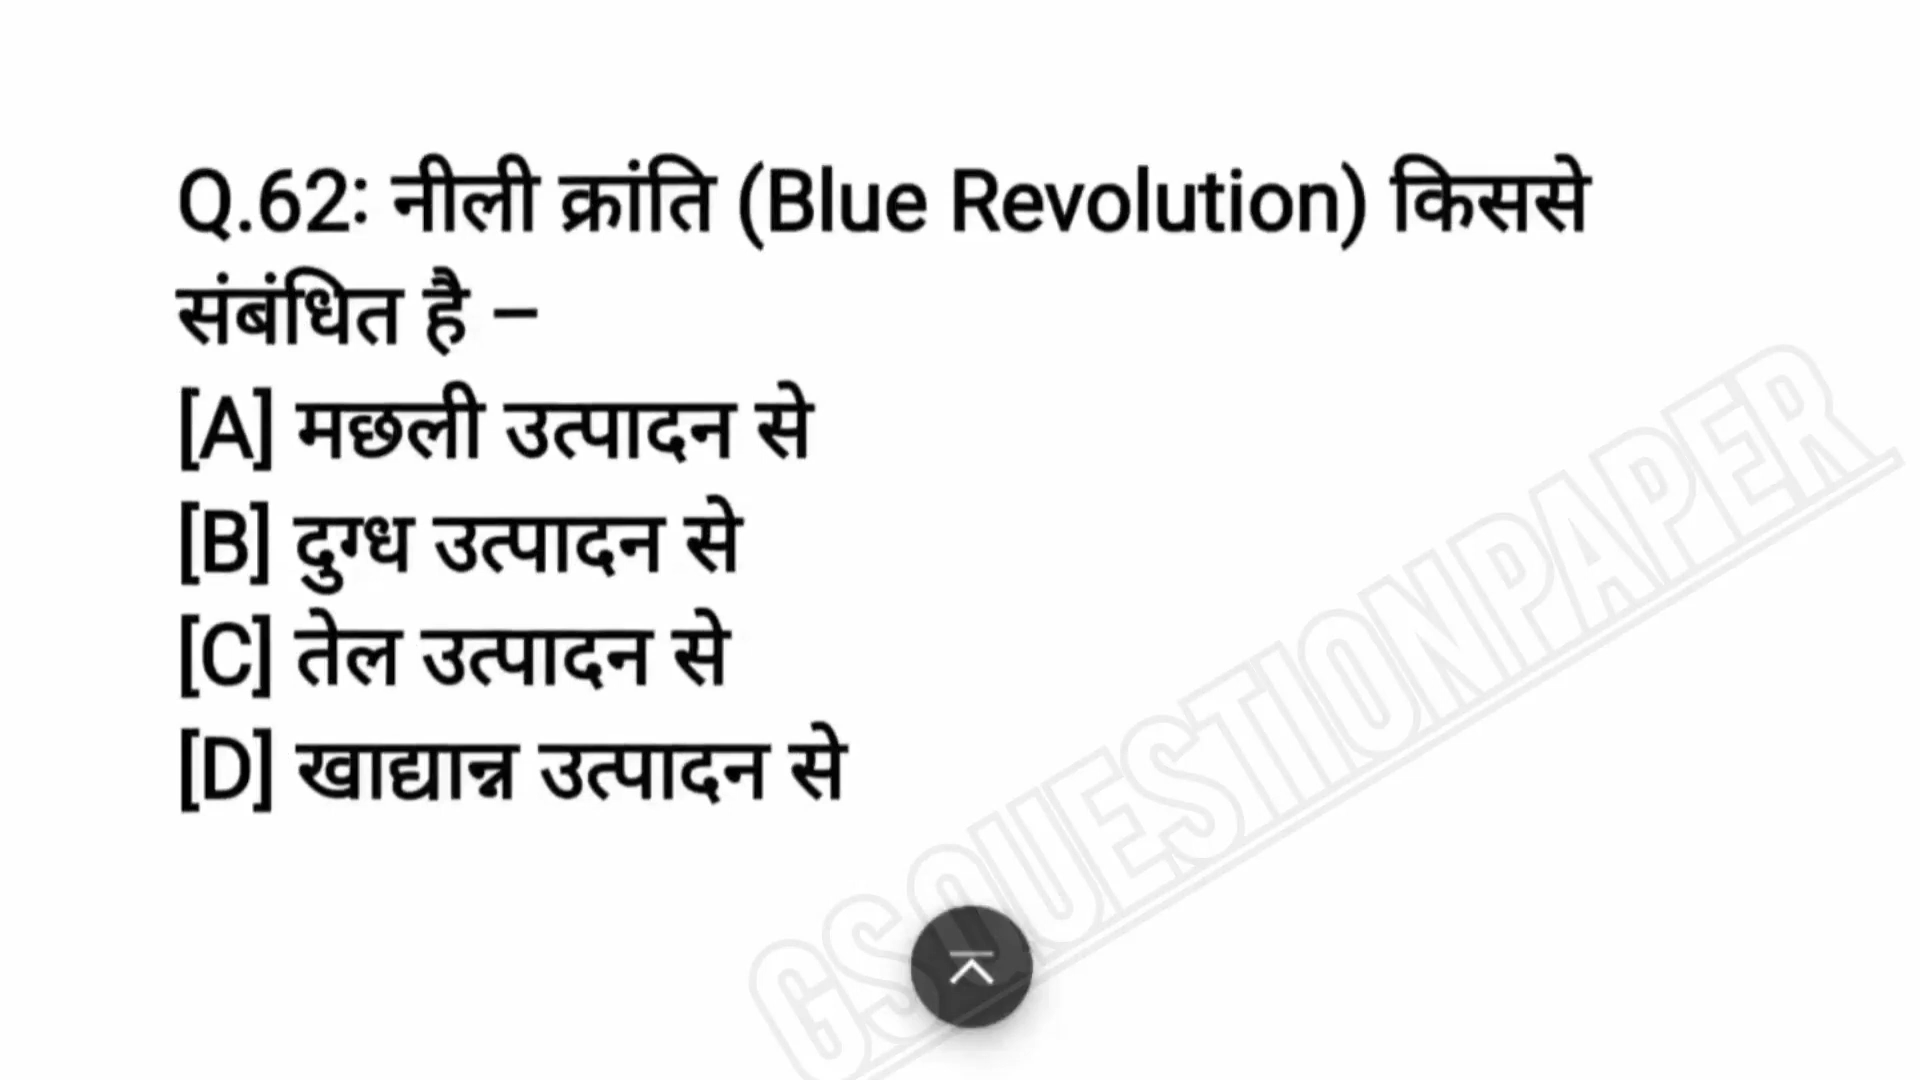 Q.62: नीली क्रांति (Blue Revolution) किससे
संबंधित है –
[A] मछली उत्पादन से
[B] दुग्ध उत्पादन से
[C] तेल उत्पादन से
[D] खाद्यान्न उत्पादन से
GSQUESTIONPAPER